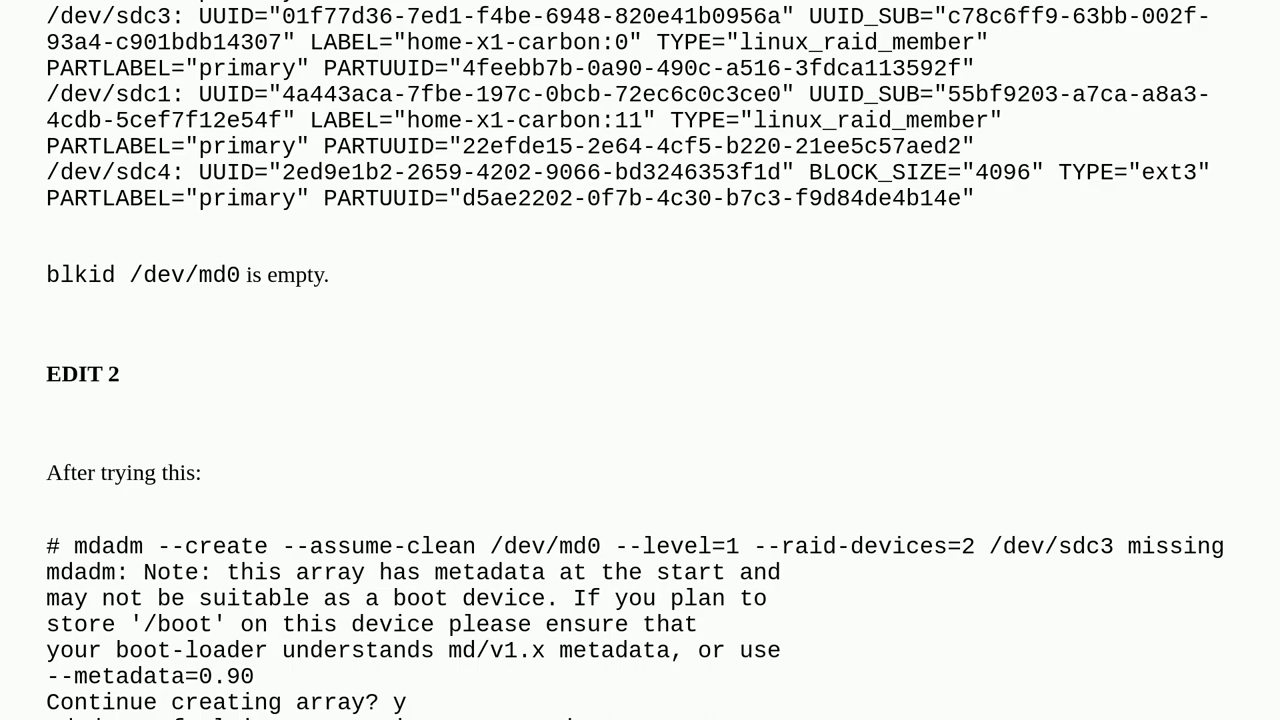 /dev/sdc3: UUID="01f77d36-7ed1-f4be-6948-820e41b0956a" UUID_SUB="c78c6ff9-63bb-002f-
93a4-c901bdb14307" LABEL="home-x1-carbon:0" TYPE="linux_raid_member"
PARTLABEL="primary" PARTUUID="4feebb7b-0a90-490c-a516-3fdca113592f"
/dev/sdc1: UUID="4a443aca-7fbe-197c-0bcb-72ec6c0c3ce0" UUID_SUB="55bf9203-a7ca-a8a3-
4cdb-5cef7f12e54f" LABEL="home-x1-carbon:11" TYPE="linux_raid_member"
PARTLABEL="primary" PARTUUID="22efde15-2e64-4cf5-b220-21ee5c57aed2"
/dev/sdc4: UUID="2ed9e1b2-2659-4202-9066-bd3246353f1d" BLOCK_SIZE="4096" TYPE="ext3"
PARTLABEL="primary" PARTUUID="d5ae2202-0f7b-4c30-b7c3-f9d84de4b14e"
blkid /dev/md0 is empty.
EDIT 2
After trying this:
# mdadm --create --assume-clean /dev/md0 --level=1 --raid-devices=2 /dev/sdc3 missing
mdadm: Note: this array has metadata at the start and
may not be suitable as a boot device. If you plan to
store '/boot' on this device please ensure that
your boot-loader understands md/v1.x metadata, or use
--metadata=0.90
Continue creating array? y